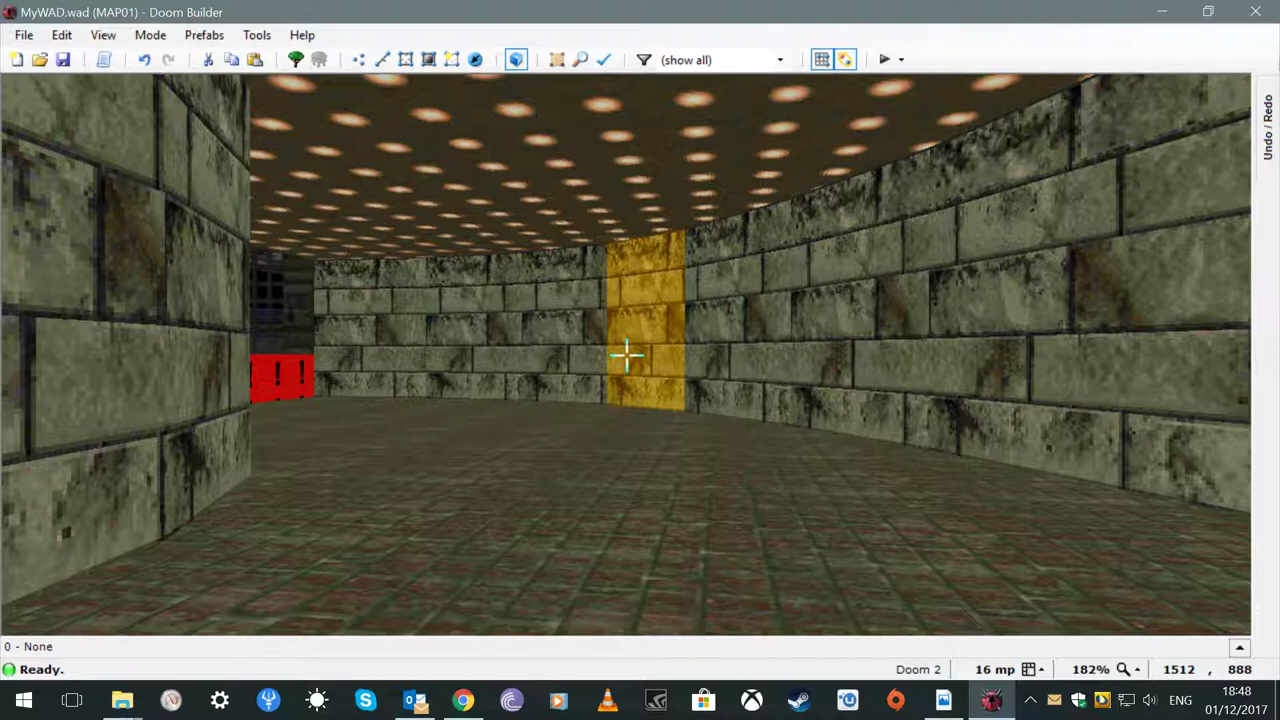 MyWAD.wad (MAP01) - Doom Builder
File Edit View Mode Prefabs Tools Help
(show all)
Undo / Redo
! !
0 - None
Ready. Doom 2 16 mp 182% 1512 , 888
ENG
18:48
01/12/2017